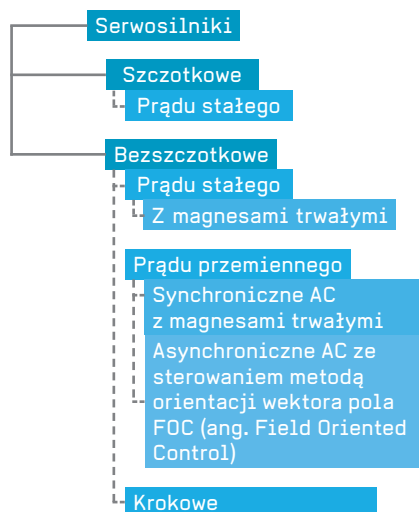 Serwosilniki
Szczotkowe
Prądu stałego
Bezszczotkowe
Prądu stałego
Z magnesami trwałymi
Prądu przemiennego
Synchroniczne AC
z magnesami trwałymi
Asynchroniczne AC ze
sterowaniem metodą
orientacji wektora pola
FOC (ang. Field Oriented
Control)
Krokowe